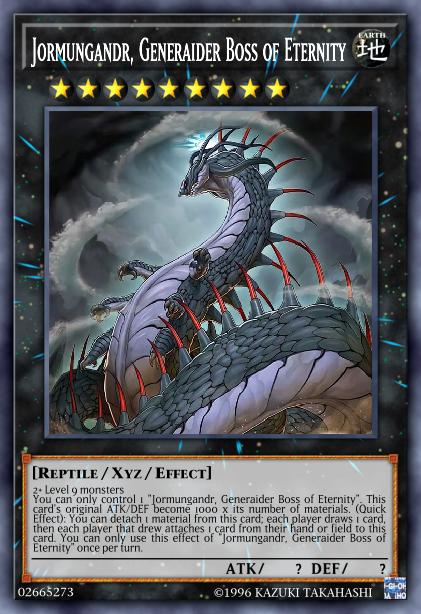 JORMUNGANDR, GENERAIDER BOSS OF ETERNITY
EARTH
地
[REPTILE / XYZ / EFFECT]
2+ Level 9 monsters
You can only control 1 "Jormungandr, Generaider Boss of Eternity". This
card's original ATK/DEF become 1000 x its number of materials. (Quick
Effect): You can detach 1 material from this card; each player draws 1 card,
then each player that drew attaches 1 card from their hand or field to this
card. You can only use this effect of "Jormungandr, Generaider Boss of
Eternity" once per turn.
ATK/ ? DEF/ ?
02665273
©1996 KAZUKI TAKAHASHI